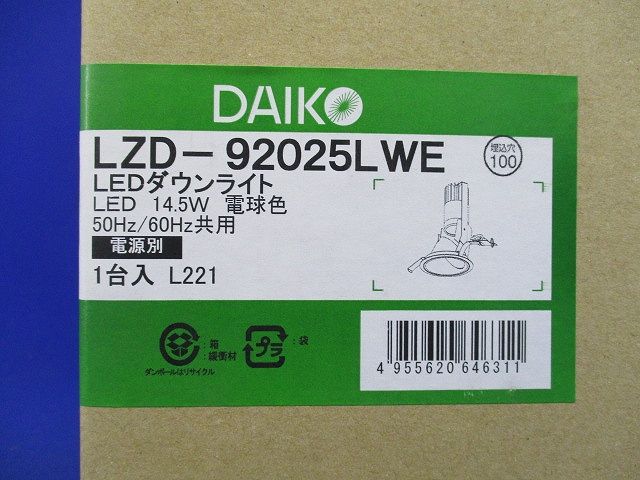 DAIKO
LZD-92025LWE
埋込穴
100
LEDダウンライト
LED 14.5W 電球色
50Hz/60Hz共用
電源別
1台入 L221
:箱
:緩衝材
プラ
:袋
ダンボールはリサイクル
4 955620 646311